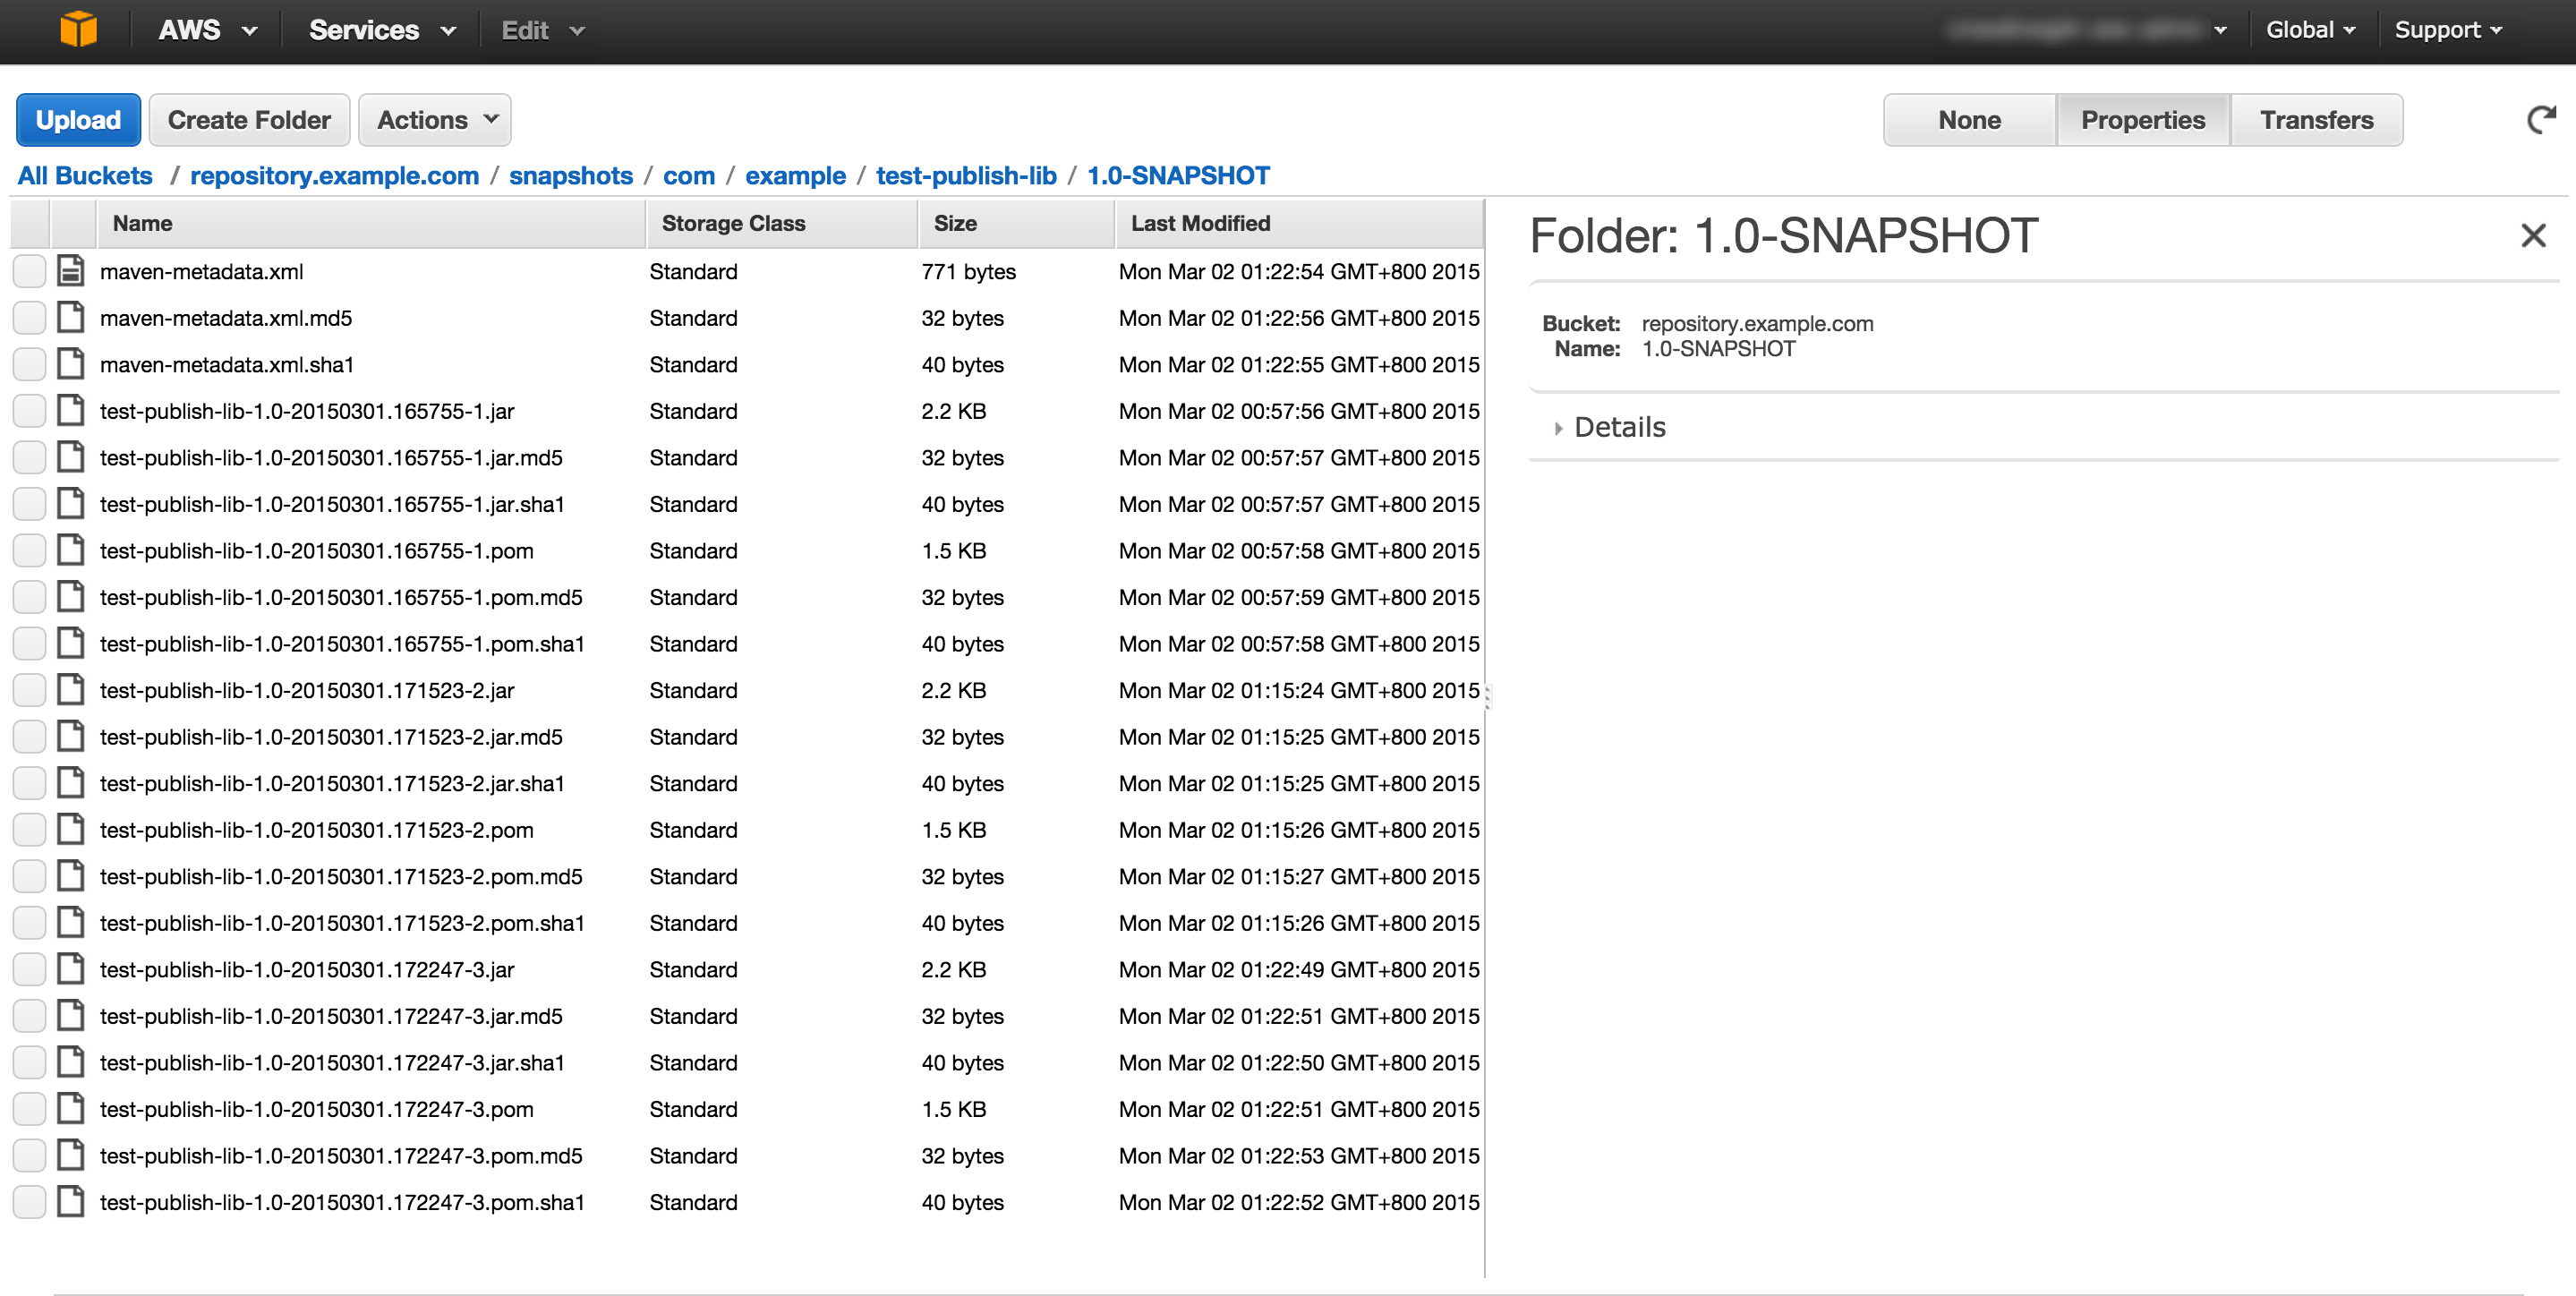 AWS Services Edit Global Support
Upload Create Folder Actions None Properties Transfers
All Buckets / repository.example.com / snapshots / com / example / test-publish-lib / 1.0-SNAPSHOT
Name Storage Class Size Last Modified
maven-metadata.xml Standard 771 bytes Mon Mar 02 01:22:54 GMT+800 2015
maven-metadata.xml.md5 Standard 32 bytes Mon Mar 02 01:22:56 GMT+800 2015
maven-metadata.xml.sha1 Standard 40 bytes Mon Mar 02 01:22:55 GMT+800 2015
test-publish-lib-1.0-20150301.165755-1.jar Standard 2.2 KB Mon Mar 02 00:57:56 GMT+800 2015
test-publish-lib-1.0-20150301.165755-1.jar.md5 Standard 32 bytes Mon Mar 02 00:57:57 GMT+800 2015
test-publish-lib-1.0-20150301.165755-1.jar.sha1 Standard 40 bytes Mon Mar 02 00:57:57 GMT+800 2015
test-publish-lib-1.0-20150301.165755-1.pom Standard 1.5 KB Mon Mar 02 00:57:58 GMT+800 2015
test-publish-lib-1.0-20150301.165755-1.pom.md5 Standard 32 bytes Mon Mar 02 00:57:59 GMT+800 2015
test-publish-lib-1.0-20150301.165755-1.pom.sha1 Standard 40 bytes Mon Mar 02 00:57:58 GMT+800 2015
test-publish-lib-1.0-20150301.171523-2.jar Standard 2.2 KB Mon Mar 02 01:15:24 GMT+800 2015
test-publish-lib-1.0-20150301.171523-2.jar.md5 Standard 32 bytes Mon Mar 02 01:15:25 GMT+800 2015
test-publish-lib-1.0-20150301.171523-2.jar.sha1 Standard 40 bytes Mon Mar 02 01:15:25 GMT+800 2015
test-publish-lib-1.0-20150301.171523-2.pom Standard 1.5 KB Mon Mar 02 01:15:26 GMT+800 2015
test-publish-lib-1.0-20150301.171523-2.pom.md5 Standard 32 bytes Mon Mar 02 01:15:27 GMT+800 2015
test-publish-lib-1.0-20150301.171523-2.pom.sha1 Standard 40 bytes Mon Mar 02 01:15:26 GMT+800 2015
test-publish-lib-1.0-20150301.172247-3.jar Standard 2.2 KB Mon Mar 02 01:22:49 GMT+800 2015
test-publish-lib-1.0-20150301.172247-3.jar.md5 Standard 32 bytes Mon Mar 02 01:22:51 GMT+800 2015
test-publish-lib-1.0-20150301.172247-3.jar.sha1 Standard 40 bytes Mon Mar 02 01:22:50 GMT+800 2015
test-publish-lib-1.0-20150301.172247-3.pom Standard 1.5 KB Mon Mar 02 01:22:51 GMT+800 2015
test-publish-lib-1.0-20150301.172247-3.pom.md5 Standard 32 bytes Mon Mar 02 01:22:53 GMT+800 2015
test-publish-lib-1.0-20150301.172247-3.pom.sha1 Standard 40 bytes Mon Mar 02 01:22:52 GMT+800 2015
Folder: 1.0-SNAPSHOT
Bucket: repository.example.com
Name: 1.0-SNAPSHOT
Details